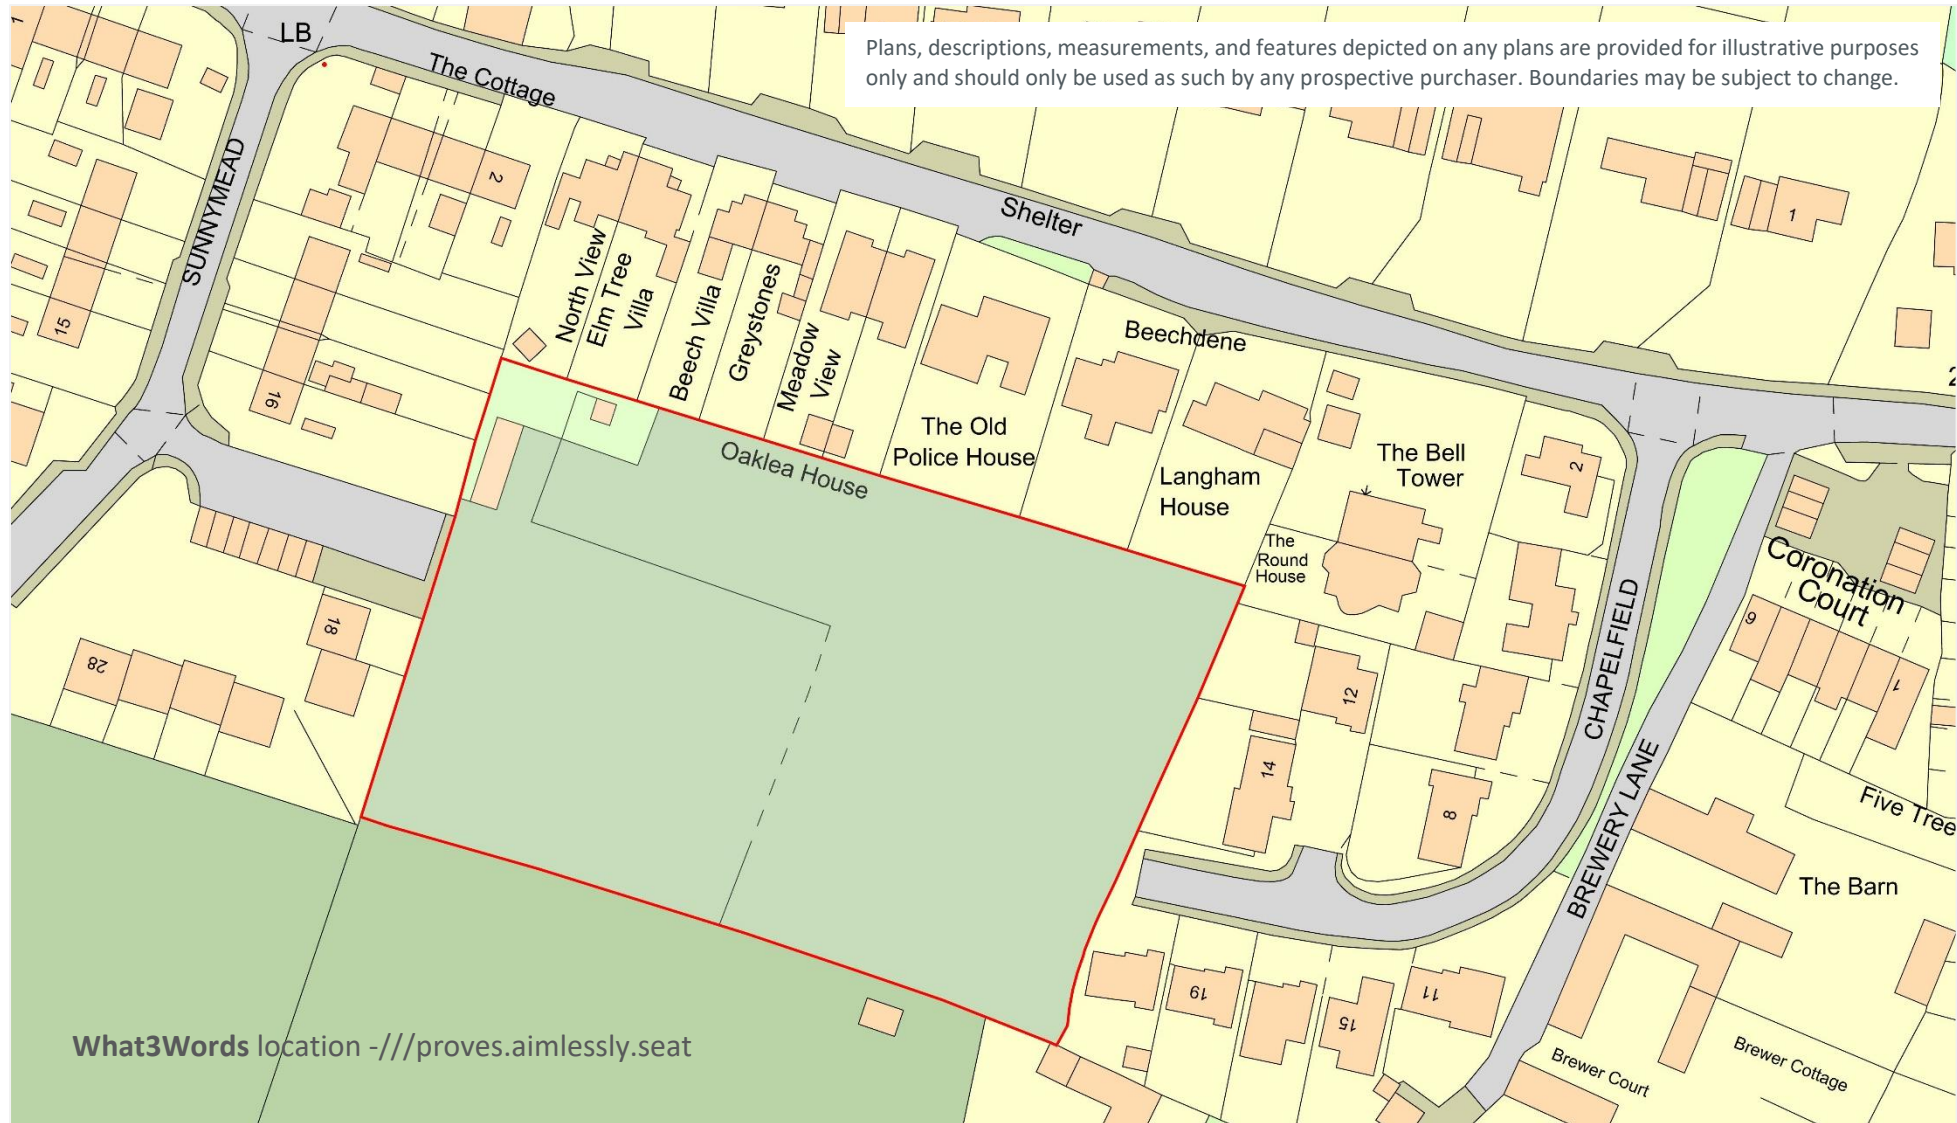 Plans, descriptions, measurements, and features depicted on any plans are provided for illustrative purposes
only and should only be used as such by any prospective purchaser. Boundaries may be subject to change.
LB
The Cottage
1
2
SUNNYMEAD
15
16
North View
Elm Tree
Villa
Beech Villa
Greystones
Meadow
View
Shelter
1
Beechdene
The Old
Police House
Langham
House
The Bell
Tower
The
Round
House
2
2
Oaklea House
18
28
12
14
8
CHAPELFIELD
BREWERY LANE
Coronation
Court
9
1
Five Tree
The Barn
19
15
11
Brewer Court
Brewer Cottage
What3Words location -///proves.aimlessly.seat